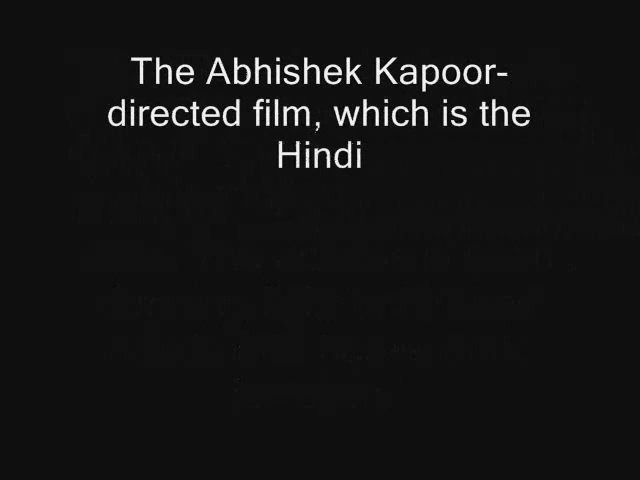 The Abhishek Kapoor-
directed film, which is the
Hindi